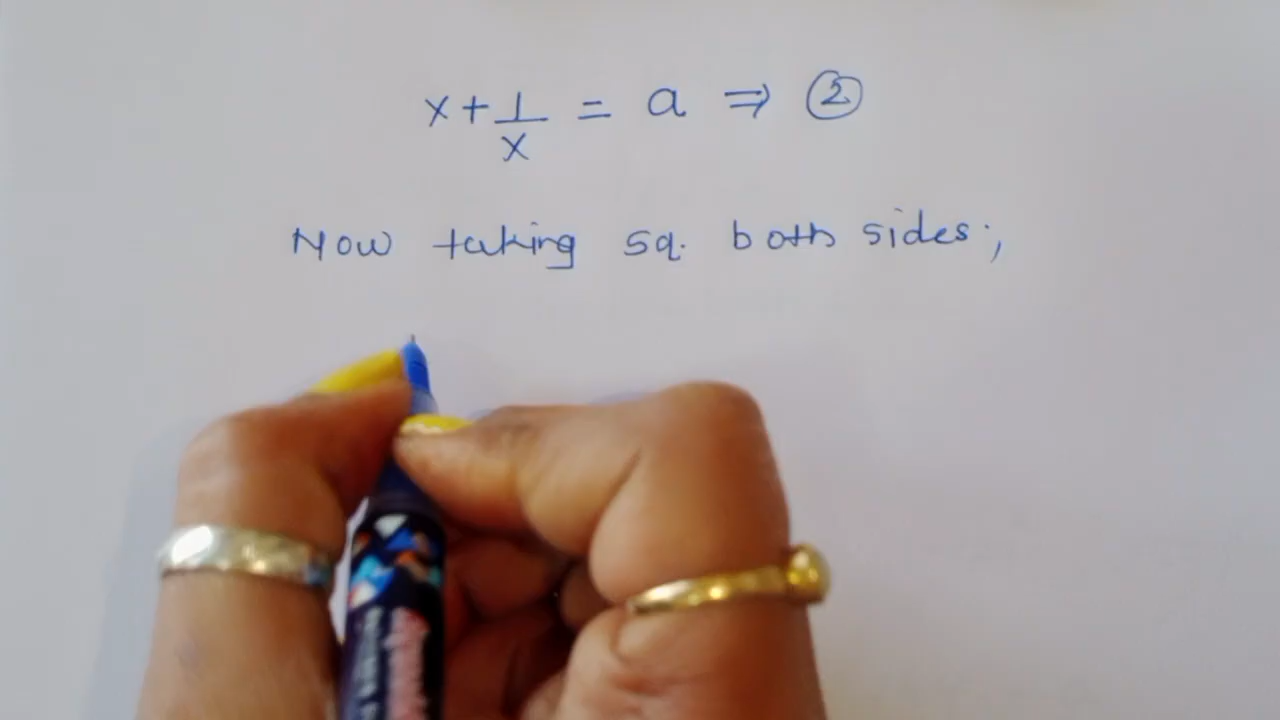 x + 1/x = a ⇒ ②
Now taking sq. both sides;